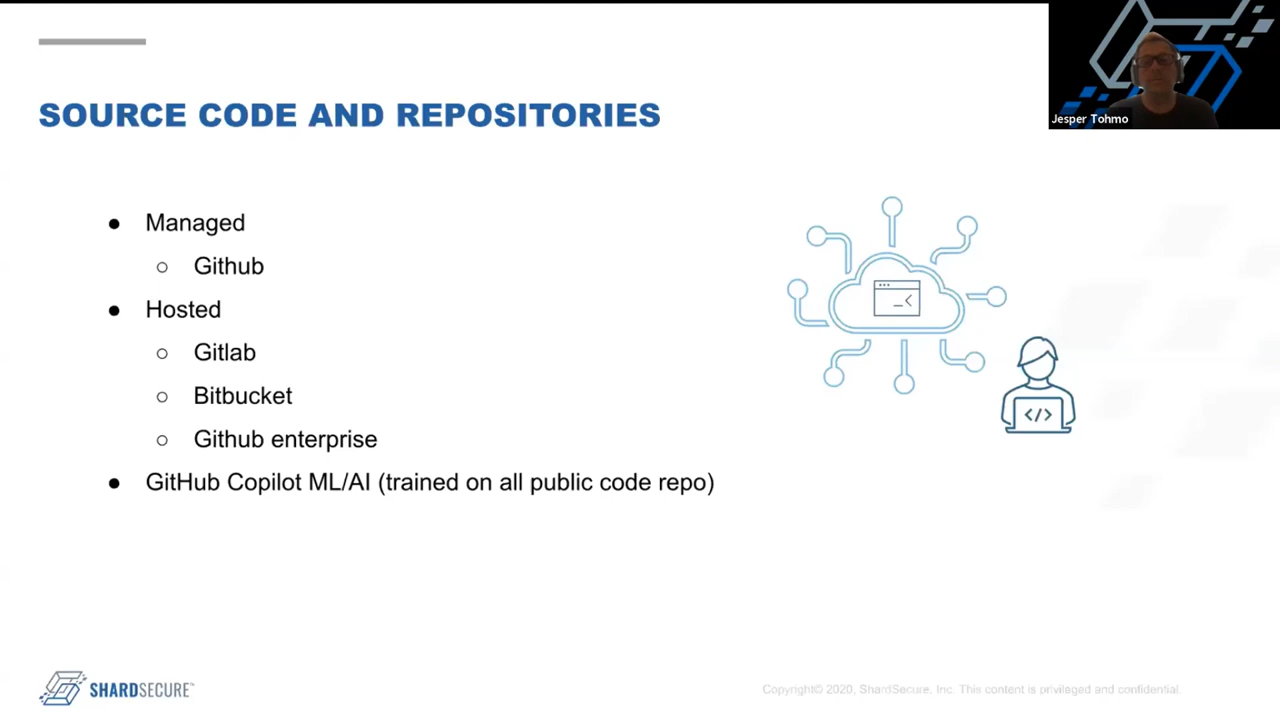 Jesper Tohmo
SOURCE CODE AND REPOSITORIES
● Managed
○ Github
● Hosted
○ Gitlab
○ Bitbucket
○ Github enterprise
● GitHub Copilot ML/AI (trained on all public code repo)
_<
</>
SHARDSECURE™
Copyright© 2020, ShardSecure, Inc. This content is privileged and confidential.